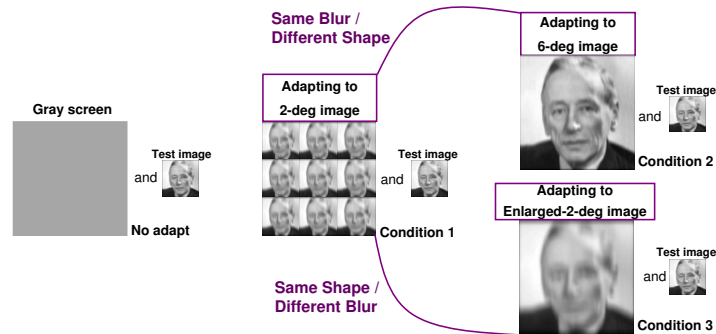 Gray screen
and
Test image
No adapt
Same Blur /
Different Shape
Adapting to
2-deg image
and
Test image
Condition 1
Same Shape /
Different Blur
Adapting to
6-deg image
and
Test image
Condition 2
Adapting to
Enlarged-2-deg image
and
Test image
Condition 3